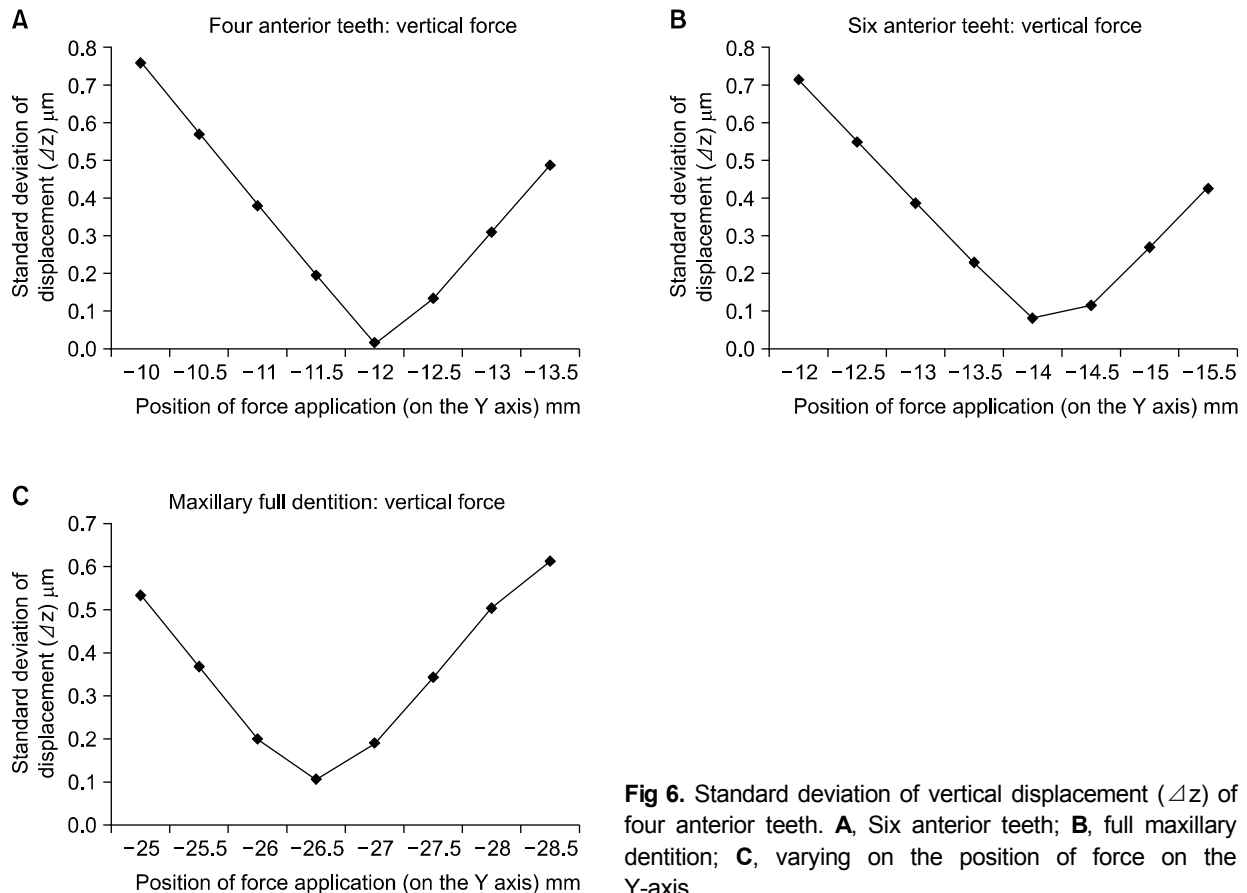 A
Four anterior teeth: vertical force
0.8
0.7
0.6
0.5
0.4
0.3
0.2
0.1
0.0
Standard deviation of
displacement (⊿z) μm
−10 −10.5 −11 −11.5 −12 −12.5 −13 −13.5
Position of force application (on the Y axis) mm
B
Six anterior teeht: vertical force
0.8
0.7
0.6
0.5
0.4
0.3
0.2
0.1
0.0
Standard deviation of
displacement (⊿z) μm
−12 −12.5 −13 −13.5 −14 −14.5 −15 −15.5
Position of force application (on the Y axis) mm
C
Maxillary full dentition: vertical force
0.7
0.6
0.5
0.4
0.3
0.2
0.1
0.0
Standard deviation of
displacement (⊿z) μm
−25 −25.5 −26 −26.5 −27 −27.5 −28 −28.5
Position of force application (on the Y axis) mm
Fig 6. Standard deviation of vertical displacement (⊿z) of
four anterior teeth. A, Six anterior teeth; B, full maxillary
dentition; C, varying on the position of force on the
Y-axis.